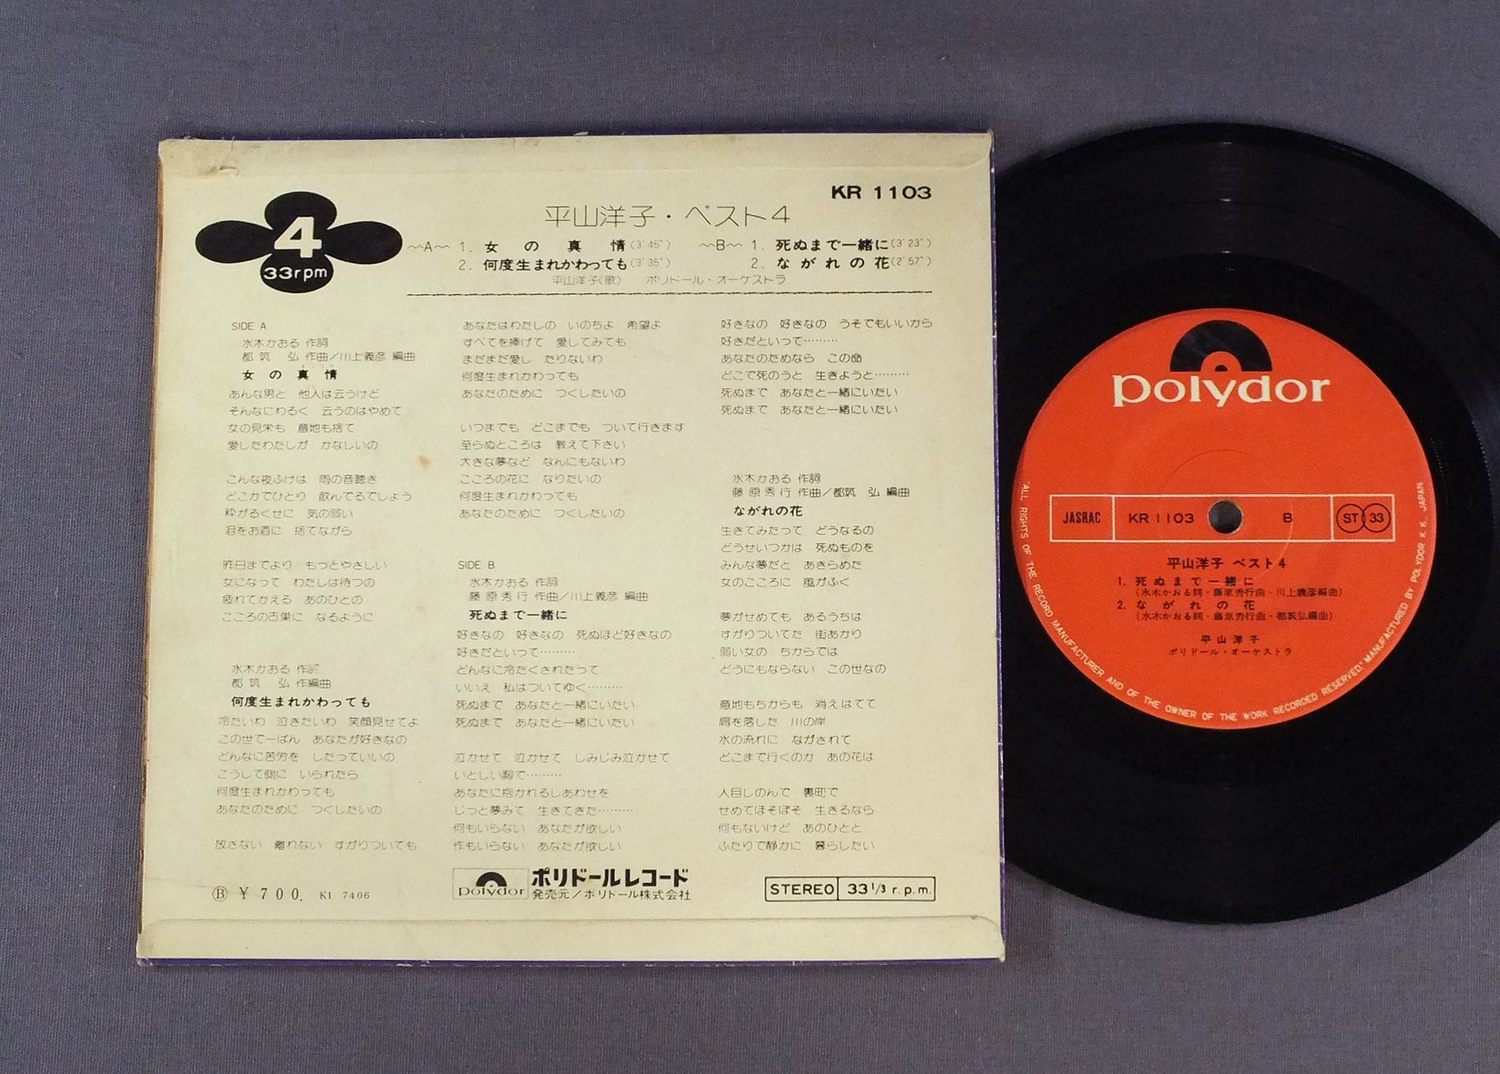 4
33rpm
KR 1103
平山洋子・ベスト4
〜A〜 1. 女の真情(3'45") 〜B〜 1. 死ぬまで一緒に(3'23")
2. 何度生まれかわっても(3'35") 2. ながれの花(2'57")
平山洋子(歌) ポリドール・オーケストラ
SIDE A
水木かおる 作詞
都筑 弘 作曲/川上義彦 編曲
女の真情
あんな男と 他人は云うけど
そんなにわるく 云うのはやめて
女の見栄も 意地も捨て
愛したわたしが かなしいの
こんな夜ふけは 雨の音聴き
どこかでひとり 飲んでるでしょう
粋がるくせに 気の弱い
泪をお酒に 捨てながら
昨日までより もっとやさしい
女になって わたしは待つの
疲れてかえる あのひとの
こころの古巣に なるように
水木かおる 作詞
都筑 弘 作編曲
何度生まれかわっても
冷たいわ 泣きたいわ 笑顔見せてよ
この世で一ばん あなたが好きなの
どんなに苦労を したっていいの
こうして側に いられたら
何度生まれかわっても
あなたのために つくしたいの
放さない 離れない すがりついても
あなたはわたしの いのちよ 希望よ
すべてを捧げて 愛してみても
まだまだ愛し たりないわ
何度生まれかわっても
あなたのために つくしたいの
いつまでも どこまでも ついて行きます
至らぬところは 教えて下さい
大きな夢など なんにもないわ
こころの花に なりたいの
何度生まれかわっても
あなたのために つくしたいの
SIDE B
水木かおる 作詞
藤原秀行 作曲/川上義彦 編曲
死ぬまで一緒に
好きなの 好きなの 死ぬほど好きなの
好きだといって………
どんなに冷たくされたって
いいえ 私はついてゆく………
死ぬまで あなたと一緒にいたい
死ぬまで あなたと一緒にいたい
泣かせて 泣かせて しみじみ泣かせて
いとしい胸で………
あなたに抱かれるしあわせを
じっと夢みて 生きてきた………
何もいらない あなたが欲しい
何もいらない あなたが欲しい
好きなの 好きなの うそでもいいから
好きだといって………
あなたのためなら この命
どこで死のうと 生きようと………
死ぬまで あなたと一緒にいたい
死ぬまで あなたと一緒にいたい
水木かおる 作詞
藤原秀行 作曲/都筑 弘 編曲
ながれの花
生きてみたって どうなるの
どうせいつかは 死ぬものを
みんな夢だと あきらめた
女のこころに 風がふく
夢がせめても あるうちは
すがりついてた 街あかり
弱い女の ちからでは
どうにもならない この世なの
意地もちからも 消えはてて
肩を落した 川の岸
水の流れに ながされて
どこまで行くのか あの花は
人目しのんで 裏町で
せめてほそぼそ 生きるなら
何もないけど あのひとと
ふたりで静かに 暮らしたい
Ⓑ ¥700. KI 7406
polydor ポリドールレコード
発売元/ポリドール株式会社
STEREO 33 1/3 r.p.m.
polydor
JASRAC KR 1103 B ST 33
平山洋子 ベスト4
1. 死ぬまで一緒に
(水木かおる詞・藤原秀行曲・川上義彦編曲)
2. ながれの花
(水木かおる詞・藤原秀行曲・都筑弘編曲)
平山洋子
ポリドール・オーケストラ
"ALL RIGHTS OF THE RECORD MANUFACTURER AND OF THE OWNER OF THE WORK RECORDED RESERVED." MANUFACTURED BY POLYDOR K.K. JAPAN